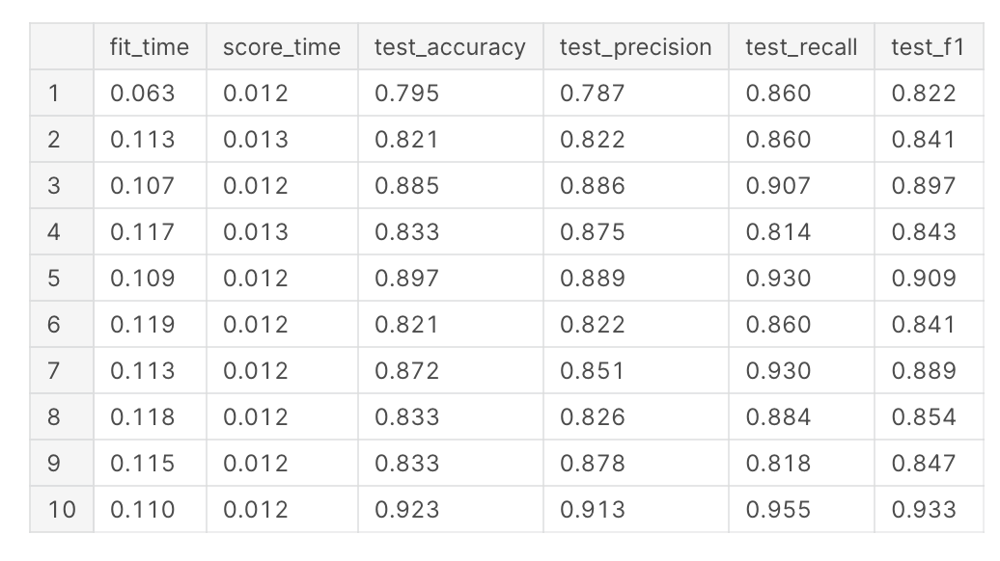 fit_time score_time test_accuracy test_precision test_recall test_f1
1 0.063 0.012 0.795 0.787 0.860 0.822
2 0.113 0.013 0.821 0.822 0.860 0.841
3 0.107 0.012 0.885 0.886 0.907 0.897
4 0.117 0.013 0.833 0.875 0.814 0.843
5 0.109 0.012 0.897 0.889 0.930 0.909
6 0.119 0.012 0.821 0.822 0.860 0.841
7 0.113 0.012 0.872 0.851 0.930 0.889
8 0.118 0.012 0.833 0.826 0.884 0.854
9 0.115 0.012 0.833 0.878 0.818 0.847
10 0.110 0.012 0.923 0.913 0.955 0.933